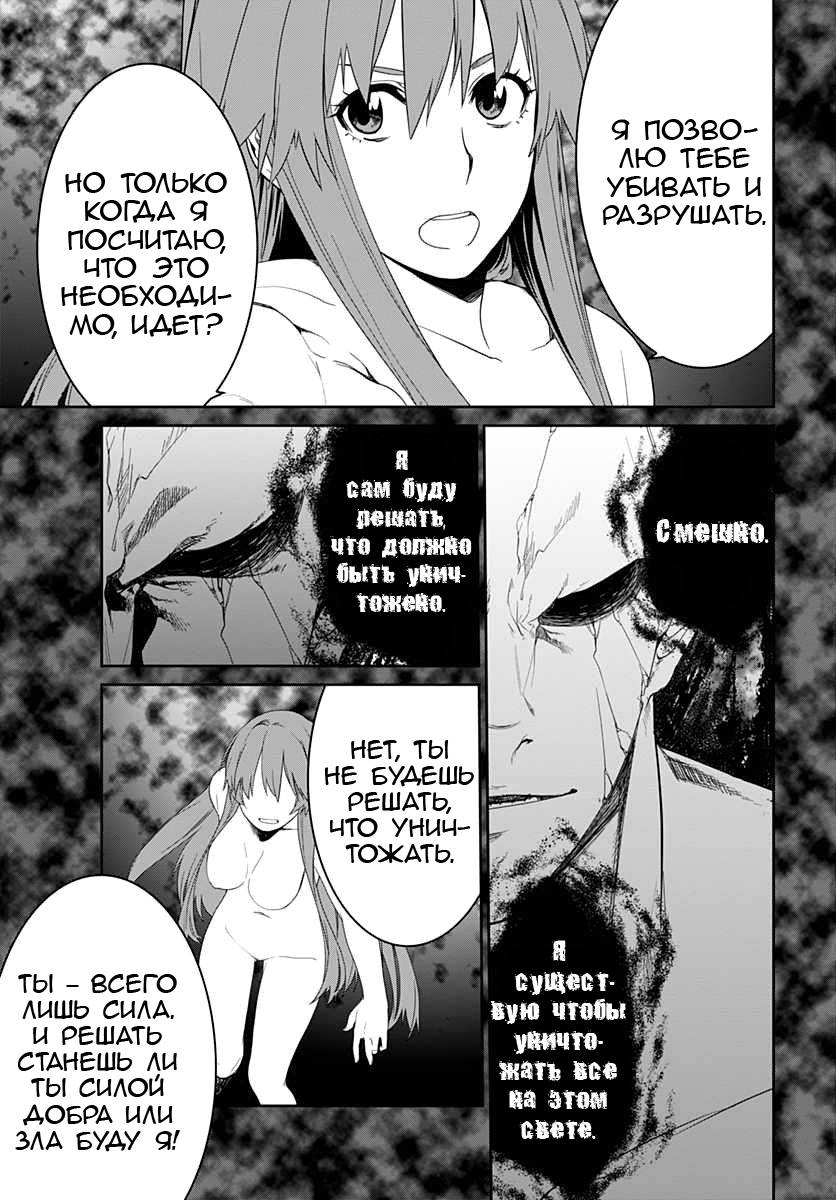 Я ПОЗВО-
ЛЮ ТЕБЕ
УБИВАТЬ И
РАЗРУШАТЬ.
НО ТОЛЬКО
КОГДА Я
ПОСЧИТАЮ,
ЧТО ЭТО
НЕОБХОДИ-
МО, ИДЕТ?
Смешно.
Я
существ-
вую чтобы
уничто-
жать все
на этом
свете.
Я
сам буду
решать,
что должно
быть унич-
тожено.
НЕТ, ТЫ
НЕ БУДЕШЬ
РЕШАТЬ,
ЧТО УНИЧ-
ТОЖАТЬ.
ТЫ - ВСЕГО
ЛИШЬ СИЛА.
И РЕШАТЬ
СТАНЕШЬ ЛИ
ТЫ СИЛОЙ
ДОБРА ИЛИ
ЗЛА БУДУ Я!